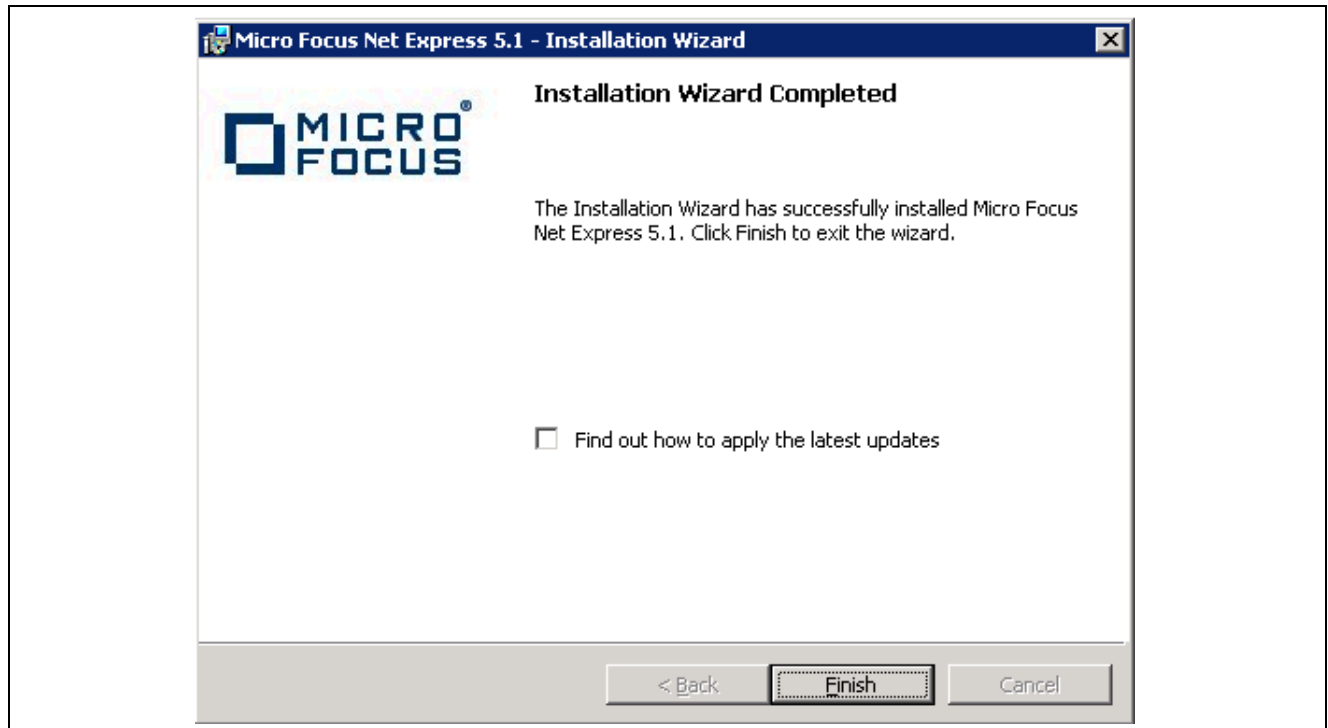 Micro Focus Net Express 5.1 - Installation Wizard
Installation Wizard Completed
MICRO®
FOCUS
The Installation Wizard has successfully installed Micro Focus
Net Express 5.1. Click Finish to exit the wizard.
Find out how to apply the latest updates
< Back
Finish
Cancel